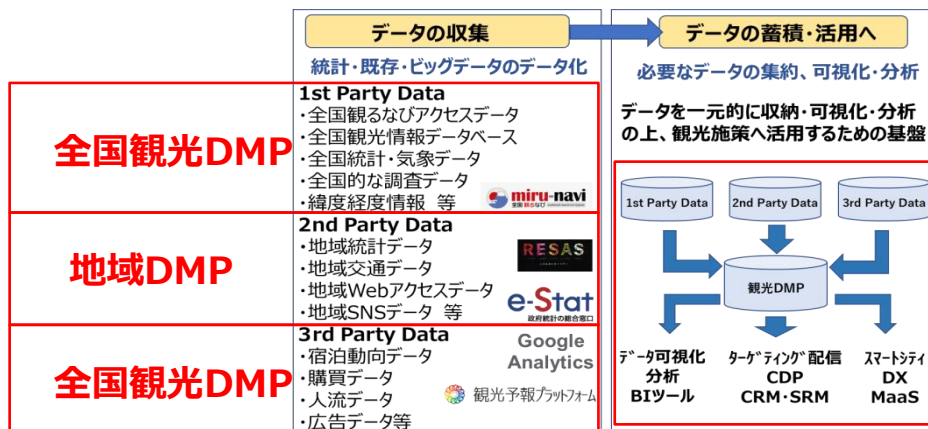 データの収集
統計・既存・ビッグデータのデータ化
全国観光DMP
1st Party Data
・全国観るなびアクセスデータ
・全国観光情報データベース
・全国統計・気象データ
・全国的な調査データ
・緯度経度情報 等
miru-navi
全国観るなび
地域DMP
2nd Party Data
・地域統計データ
・地域交通データ
・地域Webアクセスデータ
・地域SNSデータ 等
RESAS
e-Stat
政府統計の総合窓口
全国観光DMP
3rd Party Data
・宿泊動向データ
・購買データ
・人流データ
・広告データ等
Google
Analytics
観光予報プラットフォーム
データの蓄積・活用へ
必要なデータの集約、可視化・分析
データを一元的に収納・可視化・分析
の上、観光施策へ活用するための基盤
1st Party Data
2nd Party Data
3rd Party Data
観光DMP
データ可視化
分析
BIツール
ターゲティング配信
CDP
CRM・SRM
スマートシティ
DX
MaaS